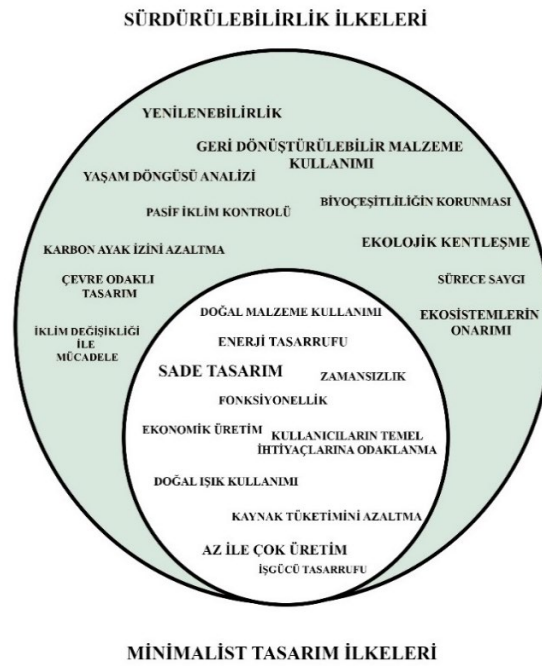 SÜRDÜRÜLEBİLİRLİK İLKELERİ
YENİLENEBİLİRLİK
GERİ DÖNÜŞTÜRÜLEBİLİR MALZEME
KULLANIMI
YAŞAM DÖNGÜSÜ ANALİZİ
BİYOÇEŞİTLİLİĞİN KORUNMASI
PASİF İKLİM KONTROLÜ
KARBON AYAK İZİNİ AZALTMA
EKOLOJİK KENTLEŞME
ÇEVRE ODAKLI
TASARIM
SÜRECE SAYGI
EKOSİSTEMLERİN
ONARIMI
İKLİM DEĞİŞİKLİĞİ
İLE
MÜCADELE
DOĞAL MALZEME KULLANIMI
ENERJİ TASARRUFU
SADE TASARIM
ZAMANSIZLIK
FONKSİYONELLİK
EKONOMİK ÜRETİM
KULLANICILARIN TEMEL
İHTİYAÇLARINA ODAKLANMA
DOĞAL IŞIK KULLANIMI
KAYNAK TÜKETİMİNİ AZALTMA
AZ İLE ÇOK ÜRETİM
İŞGÜCÜ TASARRUFU
MİNİMALİST TASARIM İLKELERİ